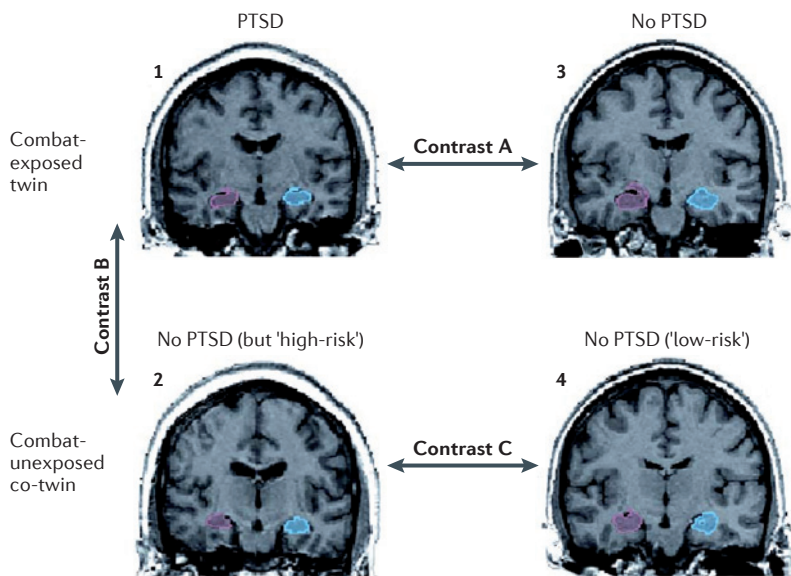 PTSD
No PTSD
1
3
Combat-
exposed
twin
Contrast A
Contrast B
No PTSD (but 'high-risk')
No PTSD ('low-risk')
2
4
Combat-
unexposed
co-twin
Contrast C